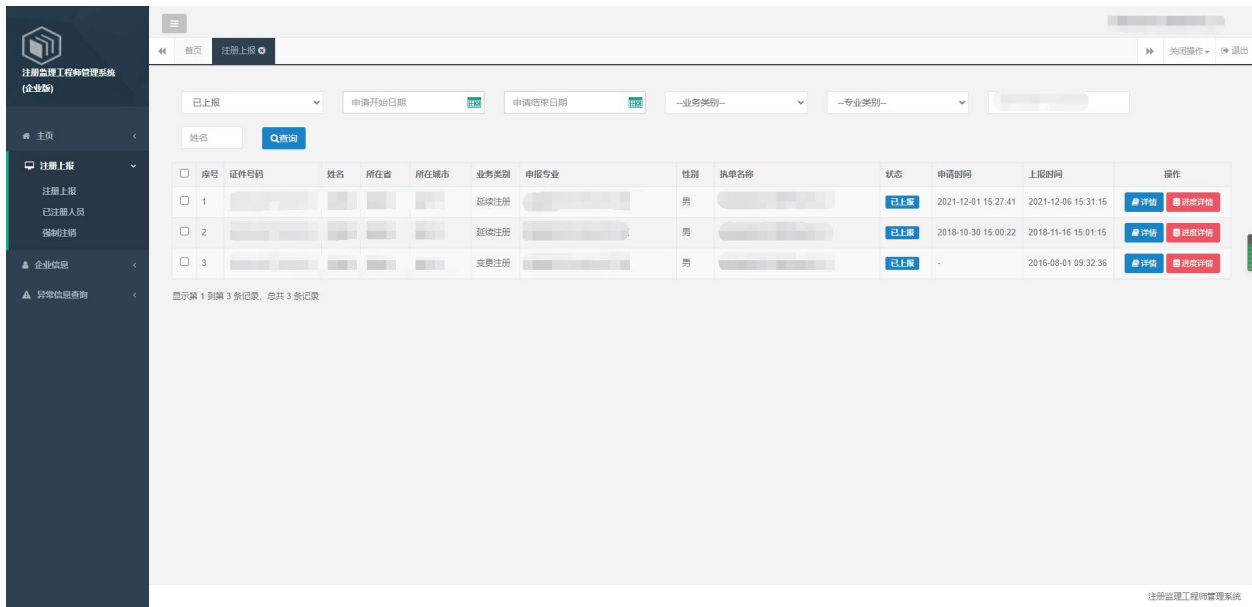 首页 注册上报
关闭操作 退出
注册监理工程师管理系统
(企业版)
主页
注册上报
注册上报
已注册人员
强制注销
企业信息
异常信息查询
已上报 申请开始日期 申请结束日期 --业务类别-- --专业类别--
姓名 查询
序号 证件号码 姓名 所在省 所在城市 业务类别 申报专业 性别 执单名称 状态 申请时间 上报时间 操作
1 延续注册 男 已上报 2021-12-01 15:27:41 2021-12-06 15:31:15 详情 进度详情
2 延续注册 男 已上报 2018-10-30 15:00:22 2018-11-16 15:01:15 详情 进度详情
3 变更注册 男 已上报 - 2016-08-01 09:32:36 详情 进度详情
显示第 1 到第 3 条记录，总共 3 条记录
注册监理工程师管理系统